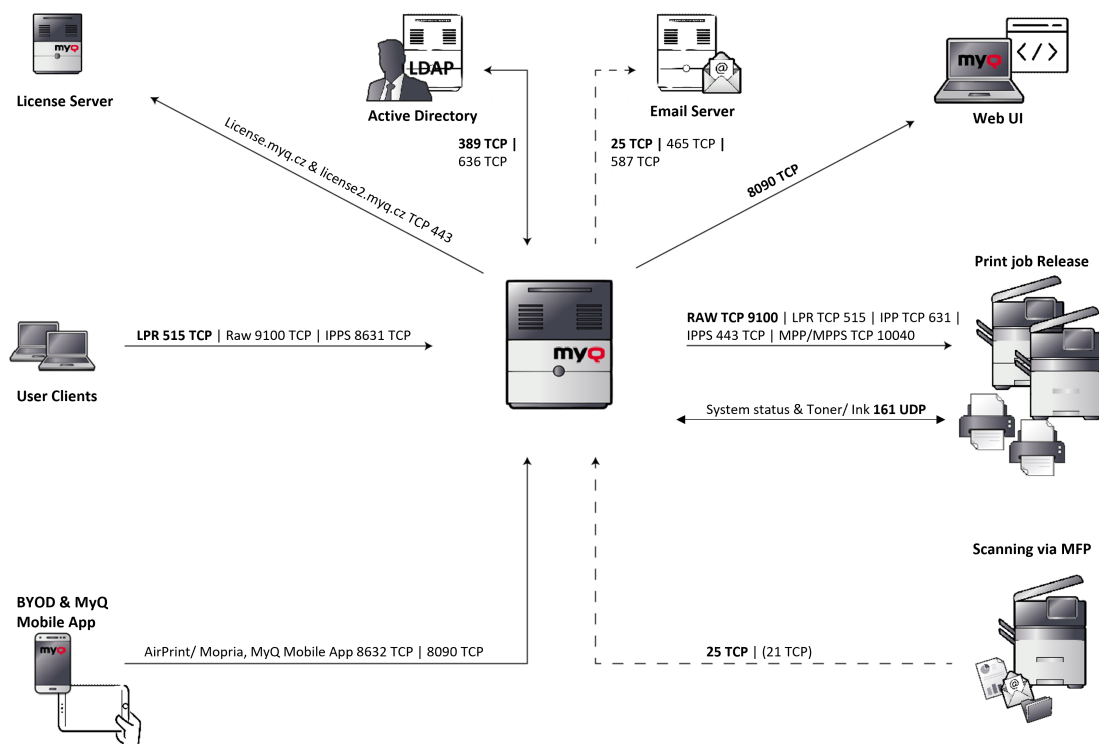 myQ
License Server
LDAP
Active Directory
@
Email Server
myQ
</>
Web UI
389 TCP |
636 TCP
25 TCP | 465 TCP |
587 TCP
8090 TCP
License.myq.cz & license2.myq.cz TCP 443
Print job Release
LPR 515 TCP | Raw 9100 TCP | IPPS 8631 TCP
User Clients
myQ
RAW TCP 9100 | LPR TCP 515 | IPP TCP 631 |
IPPS 443 TCP | MPP/MPPS TCP 10040
System status & Toner/ Ink 161 UDP
Scanning via MFP
BYOD & MyQ
Mobile App
myQ
AirPrint/ Mopria, MyQ Mobile App 8632 TCP | 8090 TCP
25 TCP | (21 TCP)
@